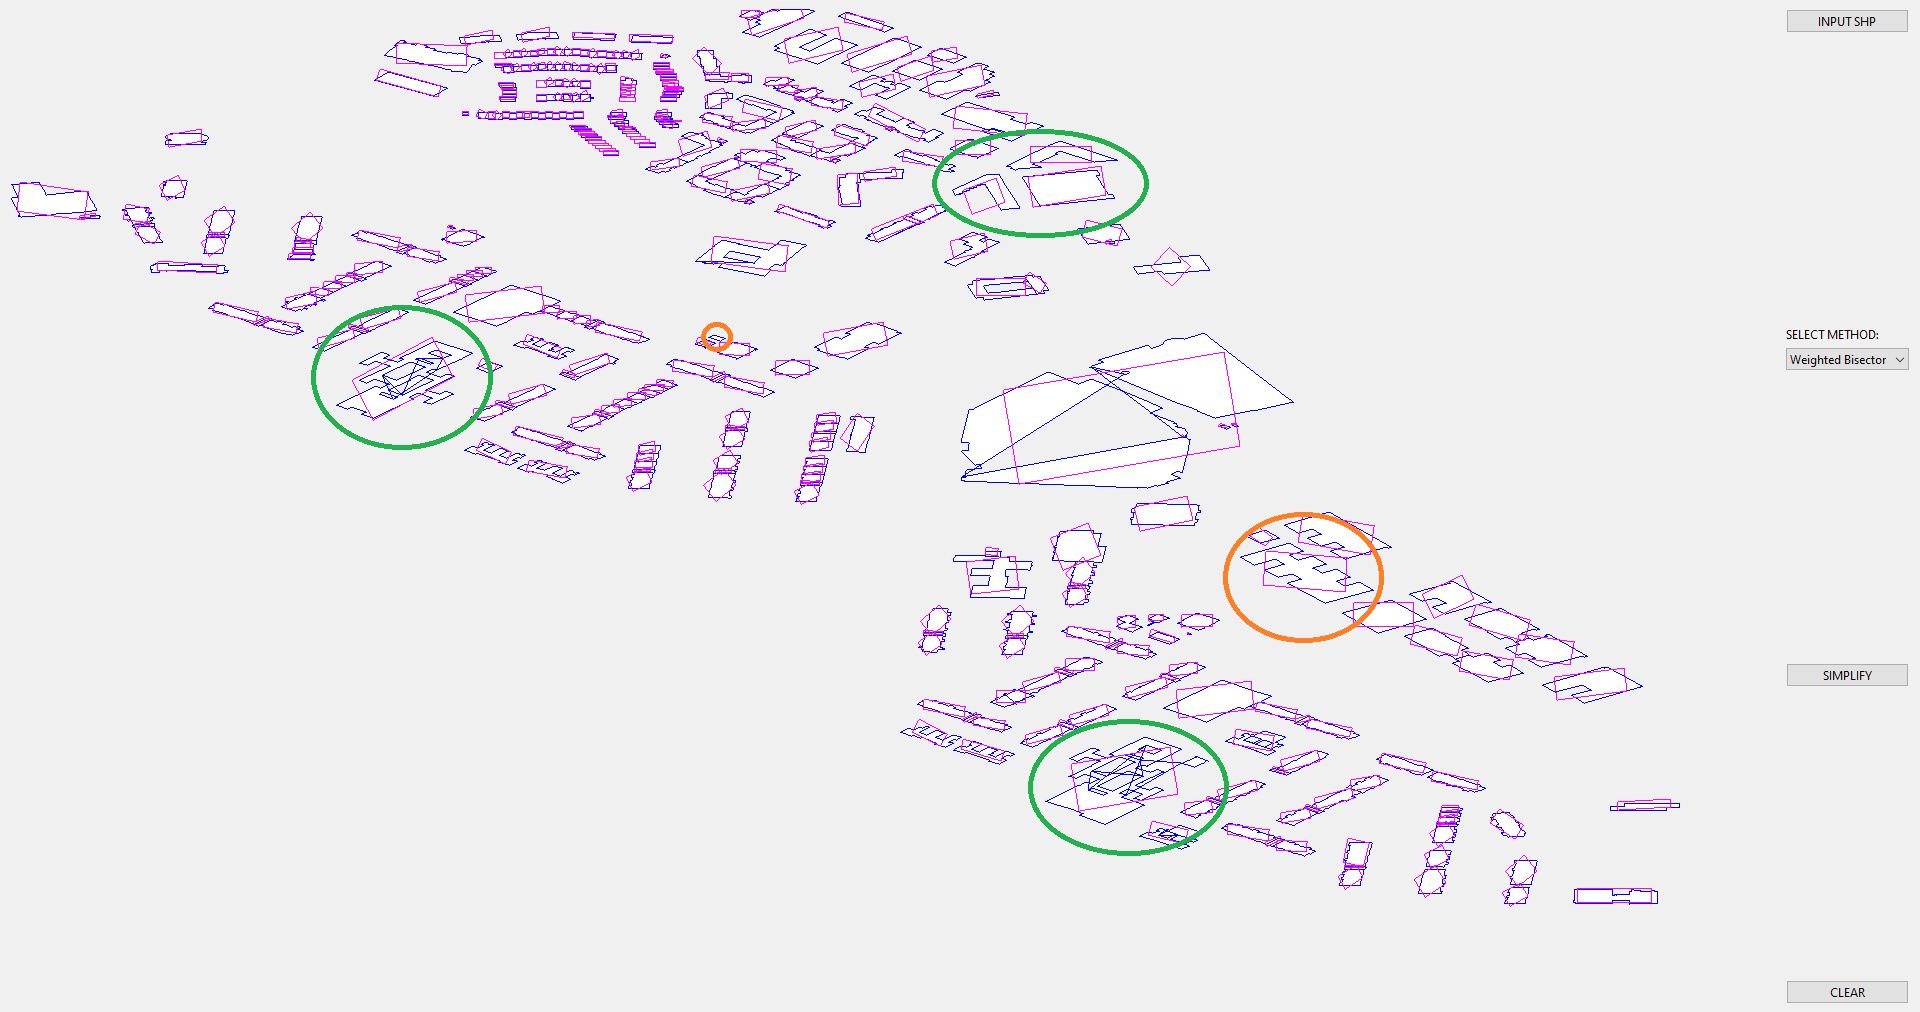 INPUT SHP
SELECT METHOD:
Weighted Bisector
SIMPLIFY
CLEAR